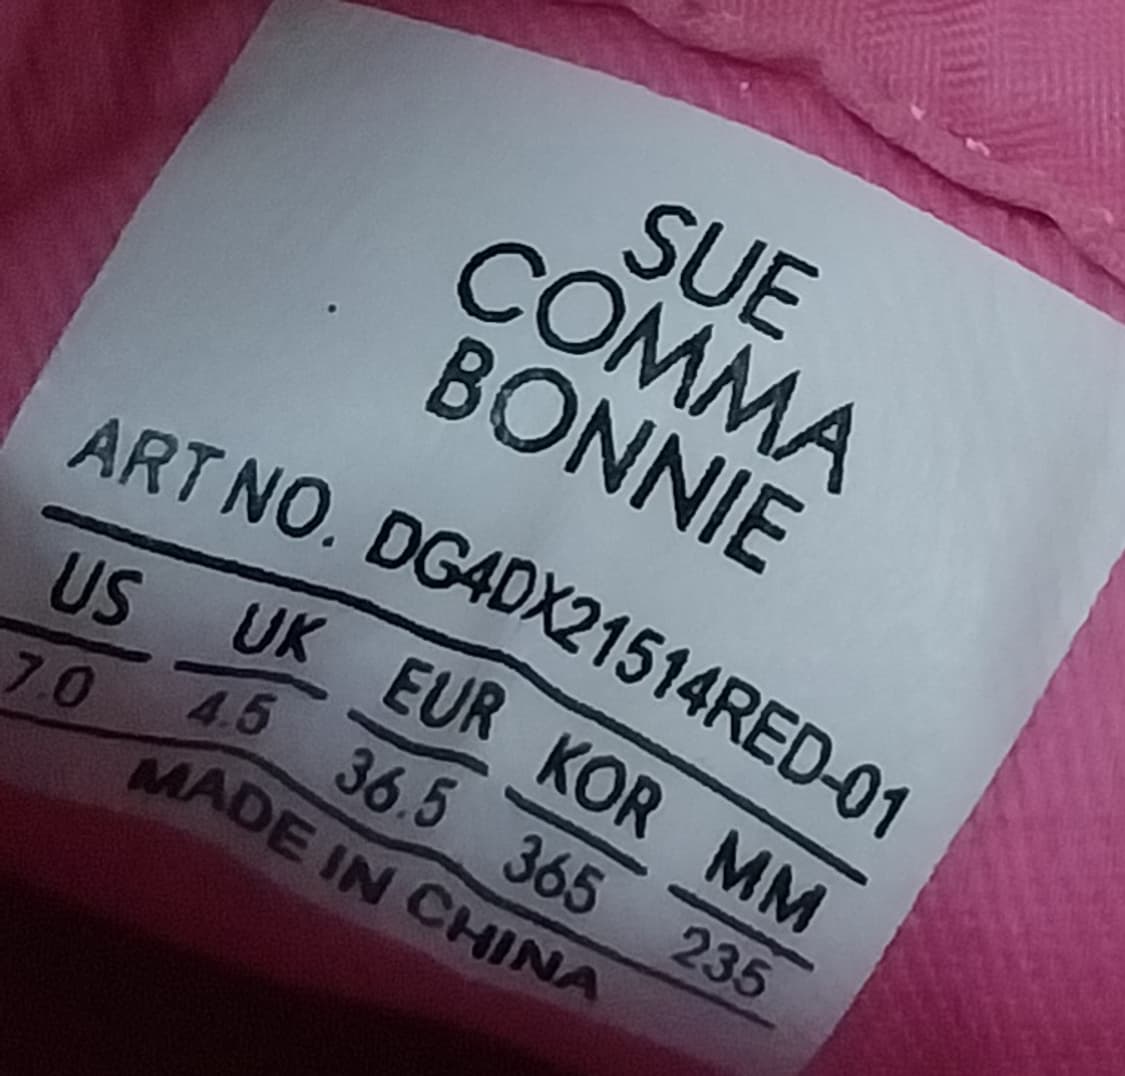 SUE
COMMA
BONNIE
ART NO. DG4DX21514RED-01
US UK EUR KOR MM
7.0 4.5 36.5 365 235
MADE IN CHINA